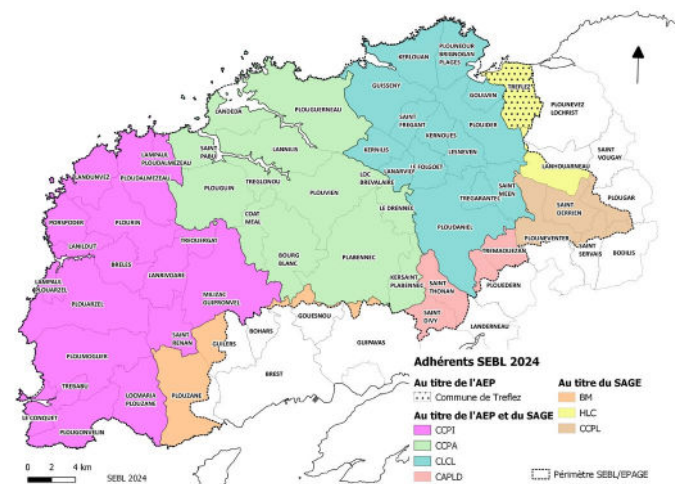 KERLOUAN
PLOUNEOUR
BRIGNOGAN
PLAGES
GUISSENY
GOULVEN
TREFLEZ
PLOUNEVEZ
LOCHRIST
LANDEDA
PLOUGUERNEAU
SAINT
FREGANT
PLOUIDER
KERNOUES
SAINT
PABU
LANNILIS
KERNILIS
LE FOLGOET
LESNEVEN
SAINT
VOUGAY
LAMPAUL
PLOUDALMEZEAU
LANARVILY
LANHOUARNEAU
LANDUNVEZ
PLOUDALMEZEAU
PLOUGUIN
TREGLONOU
LOC
BREVALAIRE
SAINT
MEEN
PLOUVIEN
LE DRENNEC
TREGARANTEC
SAINT
DERRIEN
PLOUGAR
PORSPODER
PLOURIN
COAT
MEAL
PLOUDANIEL
PLOUNEVENTER
LANILDUT
TREOUERGAT
TREMAOUEZAN
SAINT
SERVAIS
BODILIS
BRELES
LANRIVOARE
BOURG
BLANC
PLABENNEC
KERSAINT
PLABENNEC
SAINT
THONAN
PLOUEDERN
LAMPAUL
PLOUARZEL
PLOUARZEL
MILIZAC
GUIPRONVEL
SAINT
DIVY
LANDERNEAU
GOUESNOU
BOHARS
GUIPAVAS
SAINT
RENAN
GUILERS
PLOUMOGUER
BREST
TREBABU
LOCMARIA
PLOUZANE
PLOUZANE
LE CONQUET
PLOUGONVELIN
0 2 4 km
SEBL 2024
Adhérents SEBL 2024
Au titre de l'AEP
Commune de Treflez
Au titre de l'AEP et du SAGE
CCPI
CCPA
CLCL
CAPLD
Au titre du SAGE
BM
HLC
CCPL
Périmètre SEBL/EPAGE